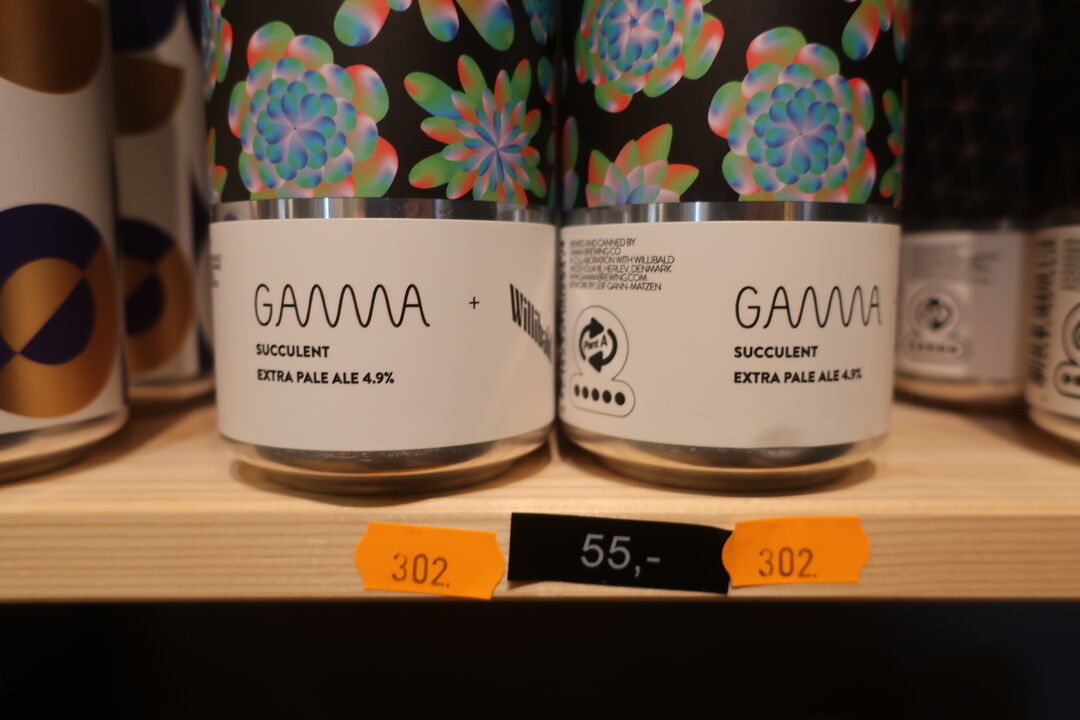 GAMMA
+
SUCCULENT
EXTRA PALE ALE 4.9%
BREWED AND CANNED BY
GAMMA BREWING CO
IN COLLABORATION WITH WILLIBALD
HERLEV, DENMARK
GAMMABREWING.COM
ARTWORK BY LEIF GANN-MATZEN
Pant A
GAMMA
SUCCULENT
EXTRA PALE ALE 4.9%
302.
55,-
302.